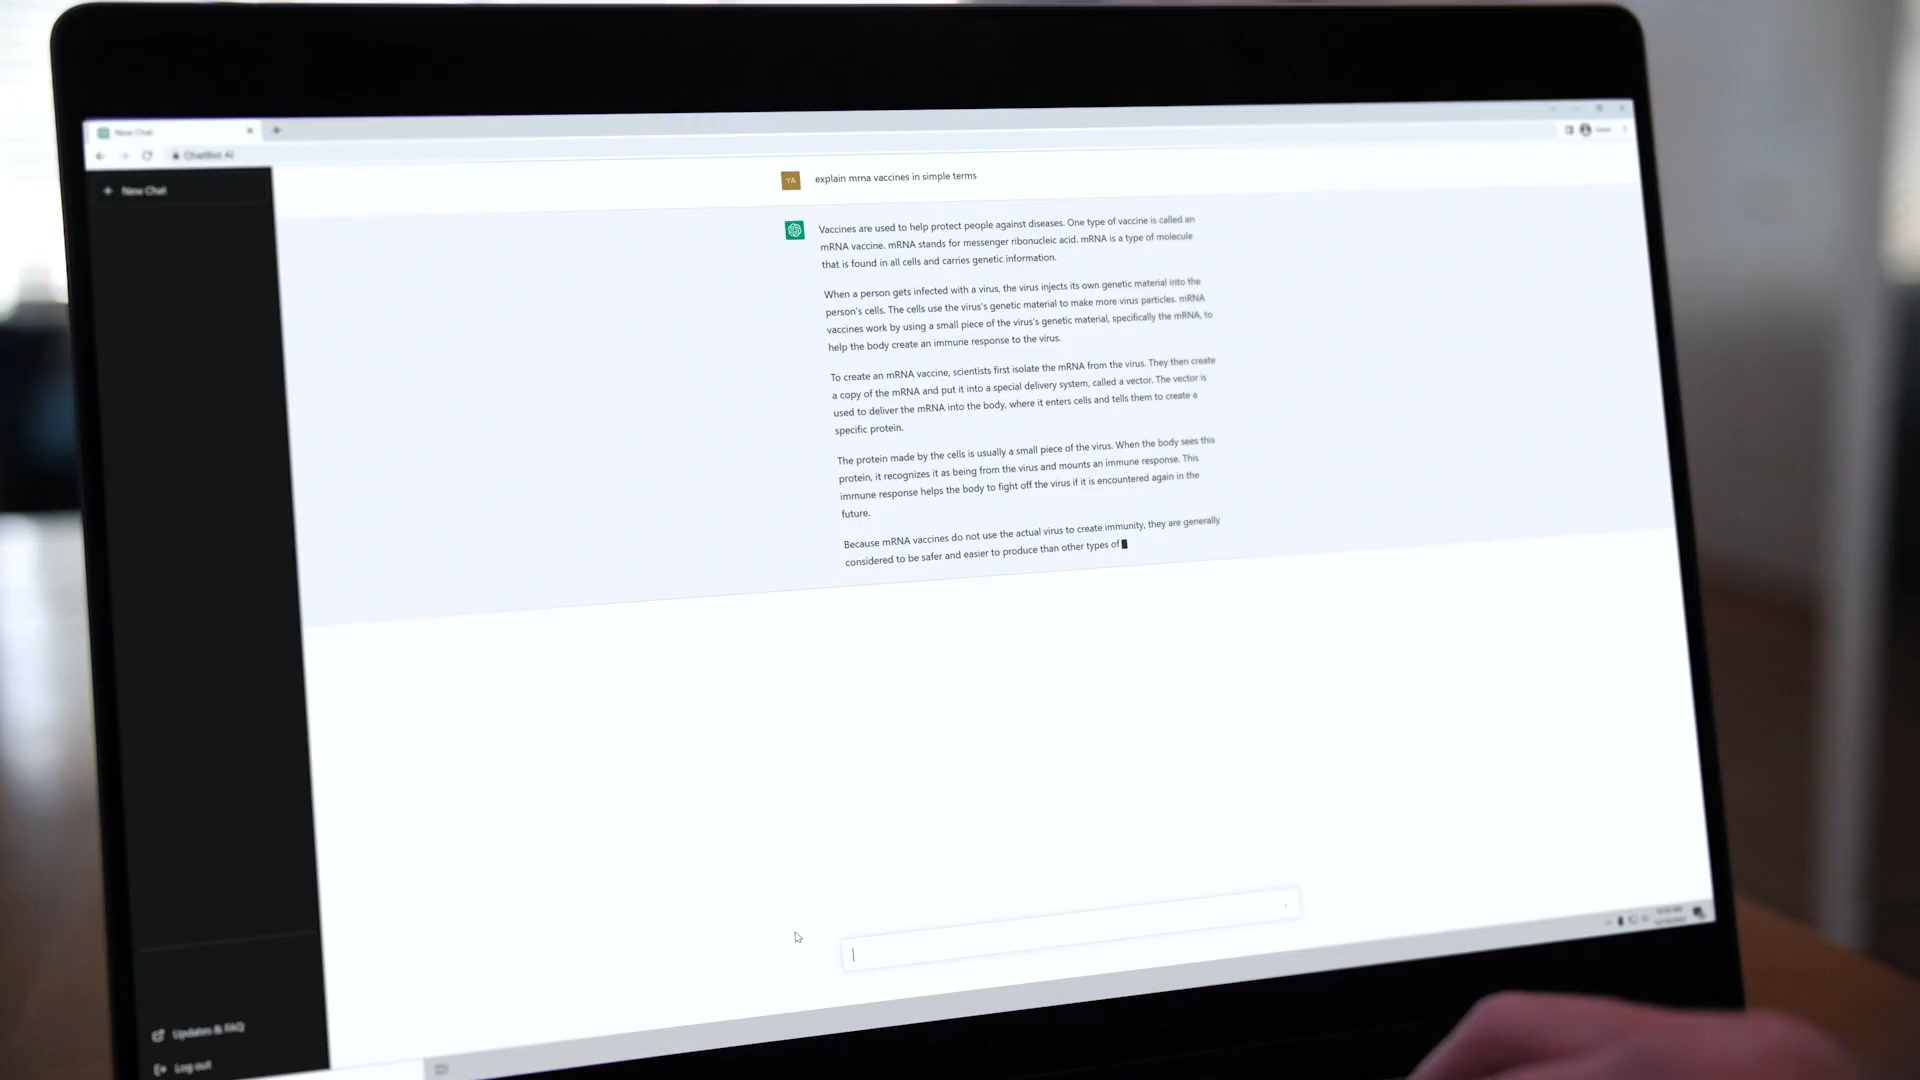 New Chat
ChatBot AI
New Chat
YA
explain mrna vaccines in simple terms
Vaccines are used to help protect people against diseases. One type of vaccine is called an
mRNA vaccine. mRNA stands for messenger ribonucleic acid. mRNA is a type of molecule
that is found in all cells and carries genetic information.
When a person gets infected with a virus, the virus injects its own genetic material into the
person's cells. The cells use the virus's genetic material to make more virus particles. mRNA
vaccines work by using a small piece of the virus's genetic material, specifically the mRNA, to
help the body create an immune response to the virus.
To create an mRNA vaccine, scientists first isolate the mRNA from the virus. They then create
a copy of the mRNA and put it into a special delivery system, called a vector. The vector is
used to deliver the mRNA into the body, where it enters cells and tells them to create a
specific protein.
The protein made by the cells is usually a small piece of the virus. When the body sees this
protein, it recognizes it as being from the virus and mounts an immune response. This
immune response helps the body to fight off the virus if it is encountered again in the
future.
Because mRNA vaccines do not use the actual virus to create immunity, they are generally
considered to be safer and easier to produce than other types of
Updates & FAQ
Log out